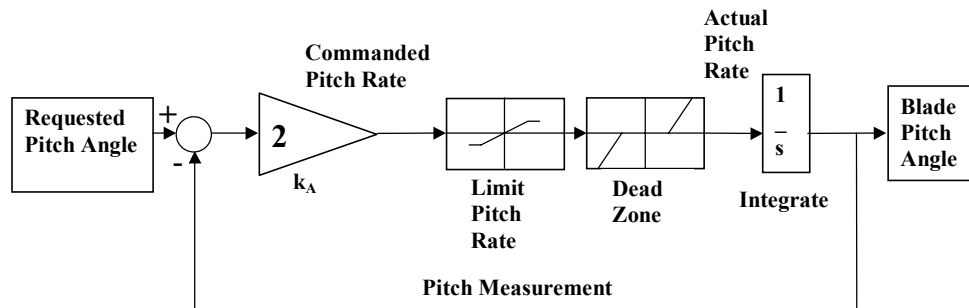 Requested
Pitch Angle
+
-
2
k_A
Commanded
Pitch Rate
Limit
Pitch
Rate
Dead
Zone
Actual
Pitch
Rate
1
s
Integrate
Blade
Pitch
Angle
Pitch Measurement